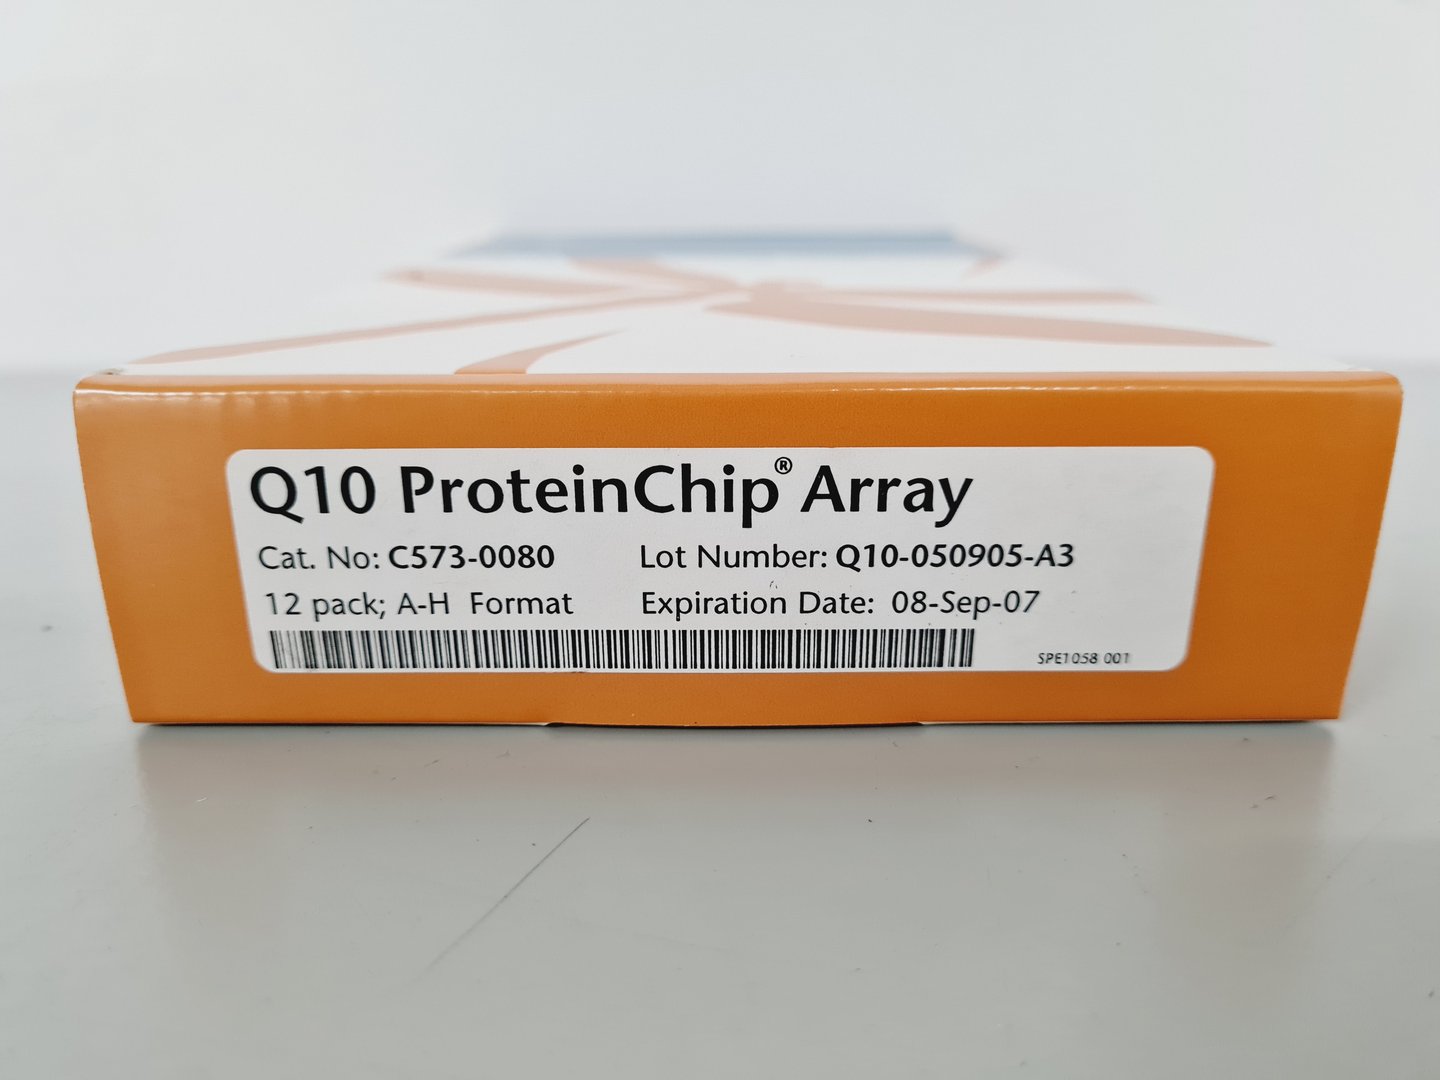 Q10 ProteinChip® Array
Cat. No: C573-0080 Lot Number: Q10-050905-A3
12 pack; A-H Format Expiration Date: 08-Sep-07
SPE1058 001